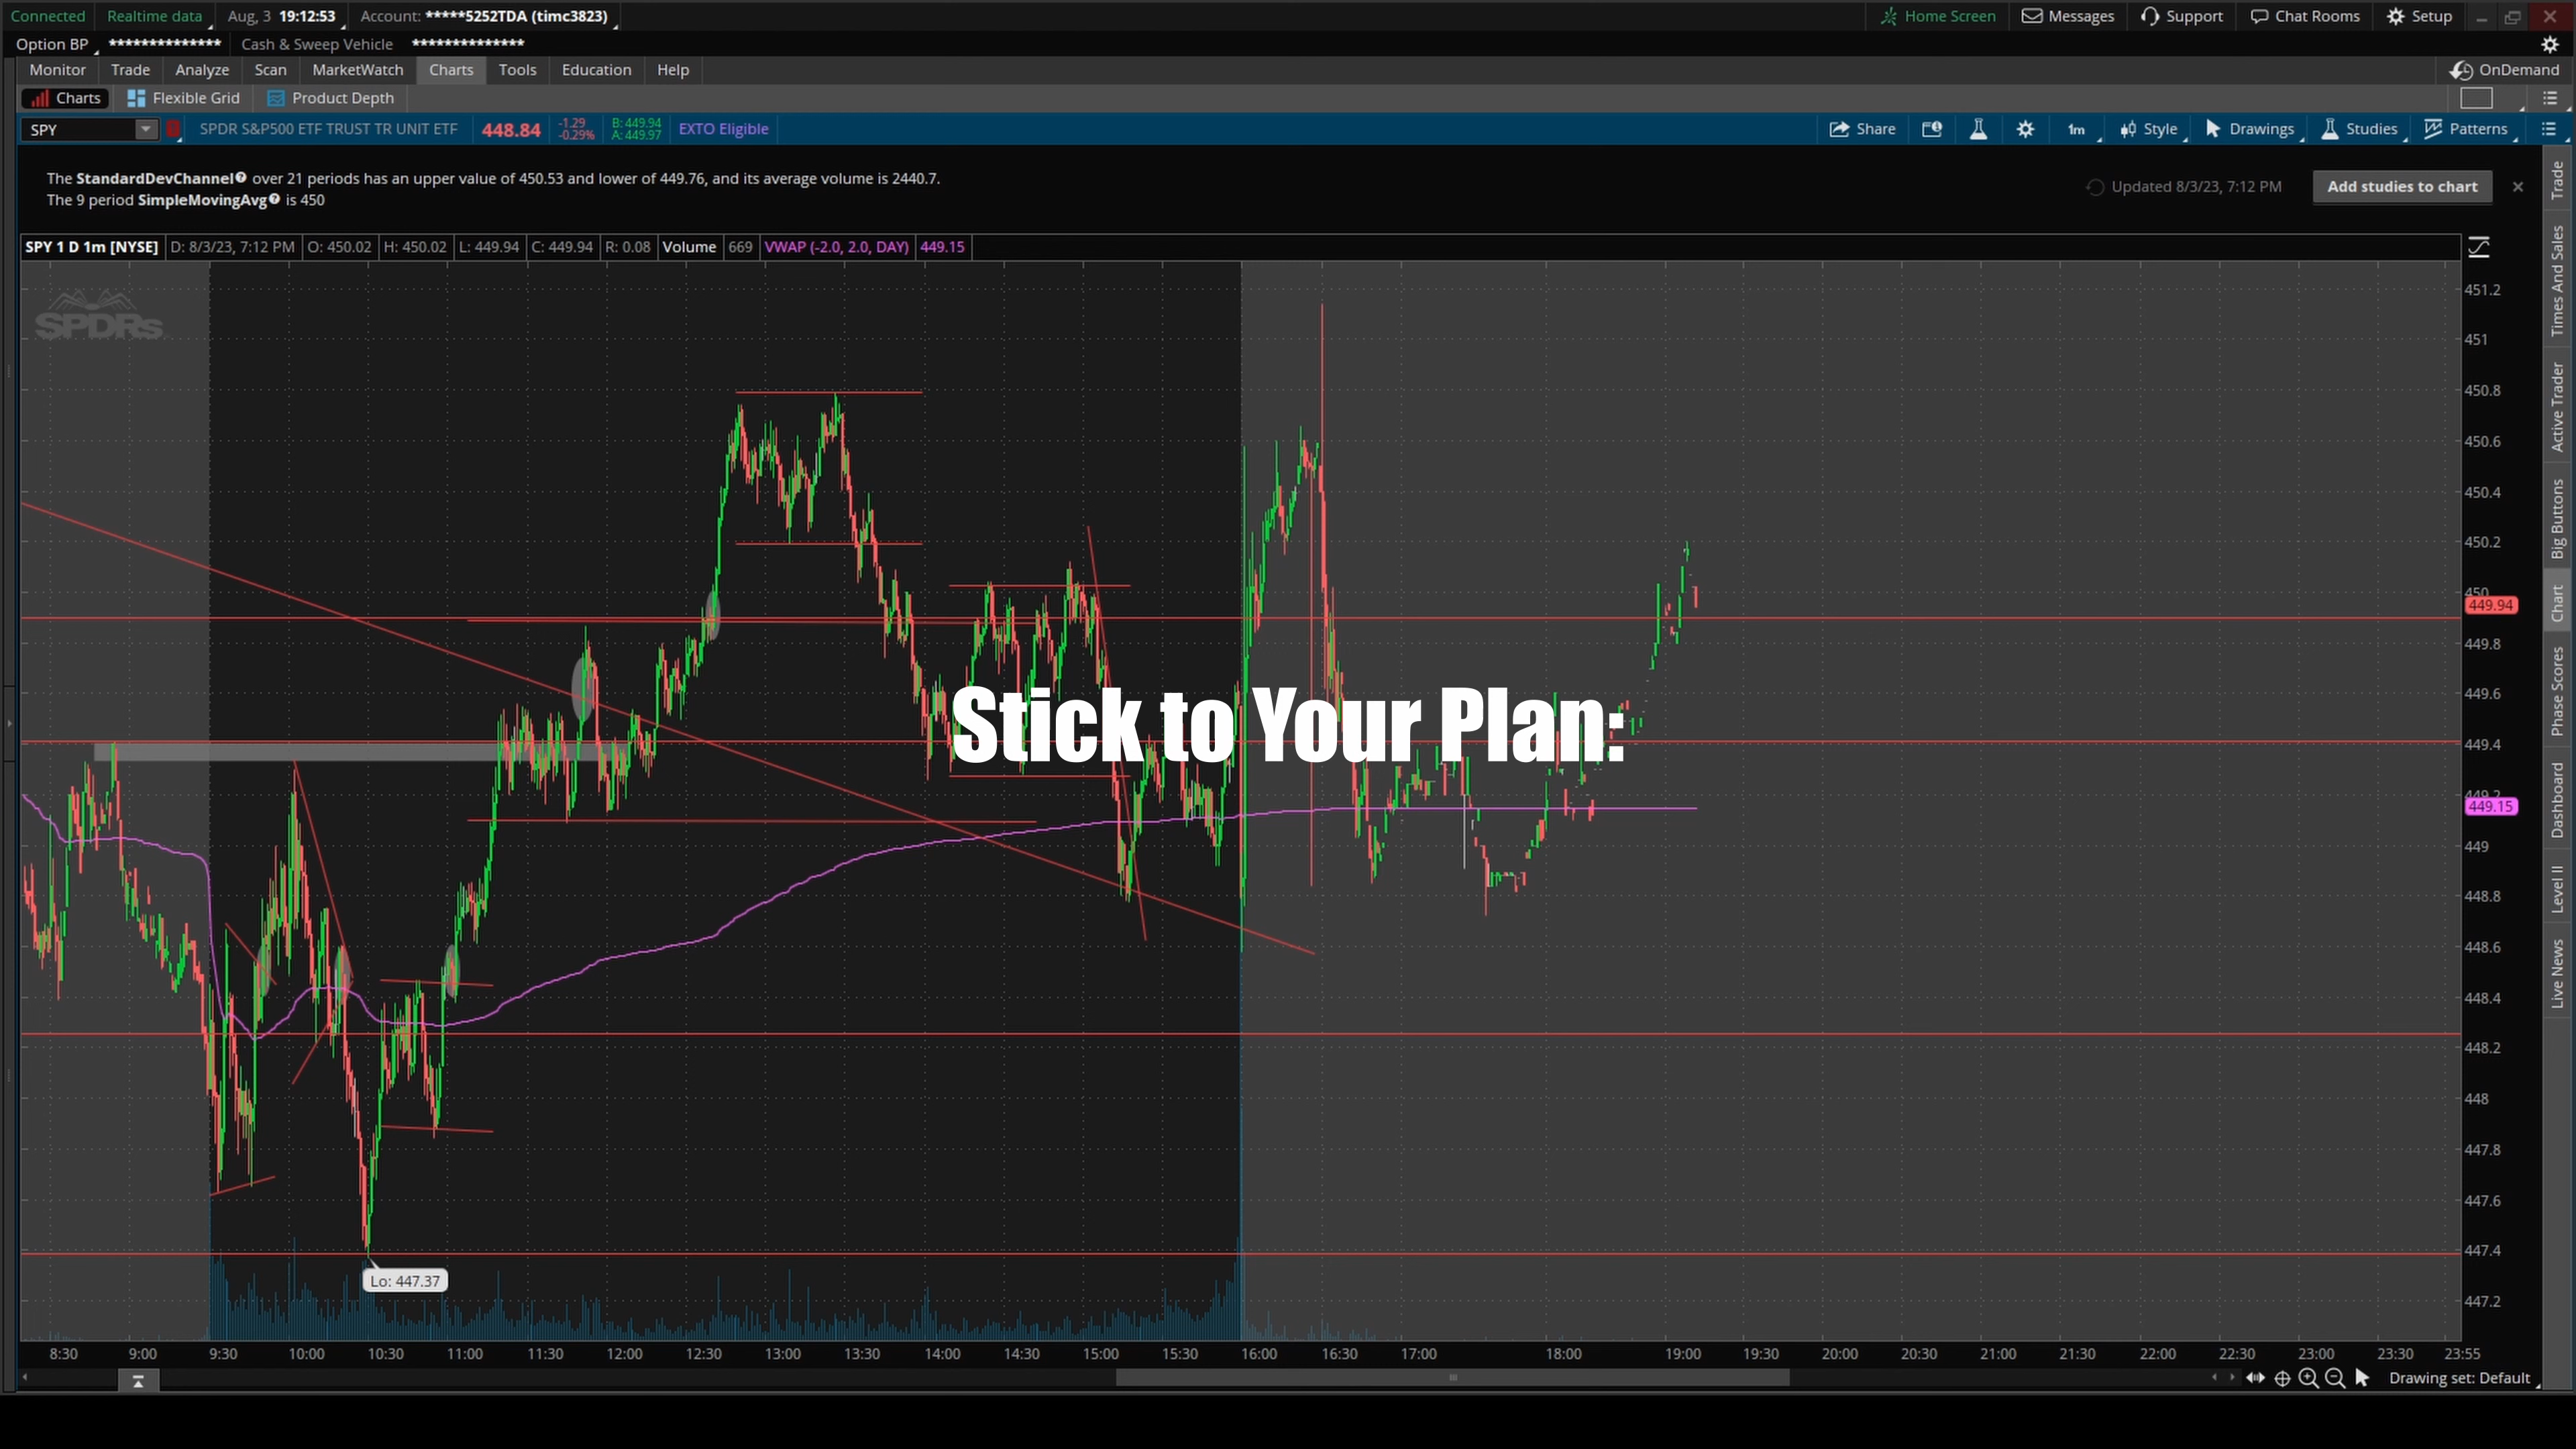 Connected Realtime data Aug, 3 19:12:53 Account: *****5252TDA (timc3823) Home Screen Messages Support Chat Rooms Setup
Option BP ************** Cash & Sweep Vehicle **************
Monitor Trade Analyze Scan MarketWatch Charts Tools Education Help OnDemand
Charts Flexible Grid Product Depth
SPY SPDR S&P500 ETF TRUST TR UNIT ETF 448.84 -1.29 -0.29% B: 449.94 A: 449.97 EXTO Eligible Share 1m Style Drawings Studies Patterns
The StandardDevChannel over 21 periods has an upper value of 450.53 and lower of 449.76, and its average volume is 2440.7.
The 9 period SimpleMovingAvg is 450
Updated 8/3/23, 7:12 PM Add studies to chart
SPY 1 D 1m [NYSE] D: 8/3/23, 7:12 PM O: 450.02 H: 450.02 L: 449.94 C: 449.94 R: 0.08 Volume 669 VWAP (-2.0, 2.0, DAY) 449.15
SPDRs
451.2
451
450.8
450.6
450.4
450.2
450
449.94
449.8
449.6
449.4
449.2
449.15
449
448.8
448.6
448.4
448.2
448
447.8
447.6
447.4
447.2
Stick to Your Plan:
Lo: 447.37
8:30 9:00 9:30 10:00 10:30 11:00 11:30 12:00 12:30 13:00 13:30 14:00 14:30 15:00 15:30 16:00 16:30 17:00 18:00 19:00 19:30 20:00 20:30 21:00 21:30 22:00 22:30 23:00 23:30 23:55
Drawing set: Default
Trade
Times And Sales
Active Trader
Big Buttons
Chart
Phase Scores
Dashboard
Level II
Live News